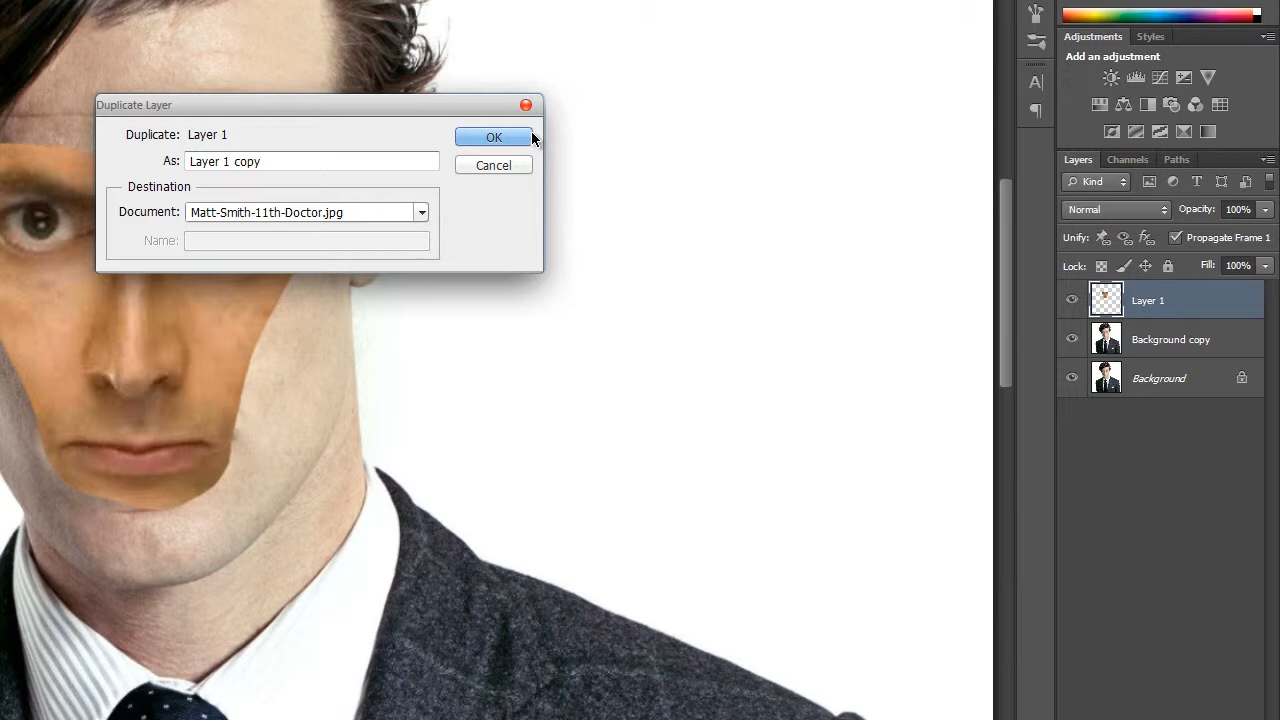 Duplicate Layer
Duplicate: Layer 1
OK
As: Layer 1 copy
Cancel
Destination
Document: Matt-Smith-11th-Doctor.jpg
Name:
Adjustments Styles
Add an adjustment
Layers Channels Paths
Kind
Normal Opacity: 100%
Unify: Propagate Frame 1
Lock: Fill: 100%
Layer 1
Background copy
Background